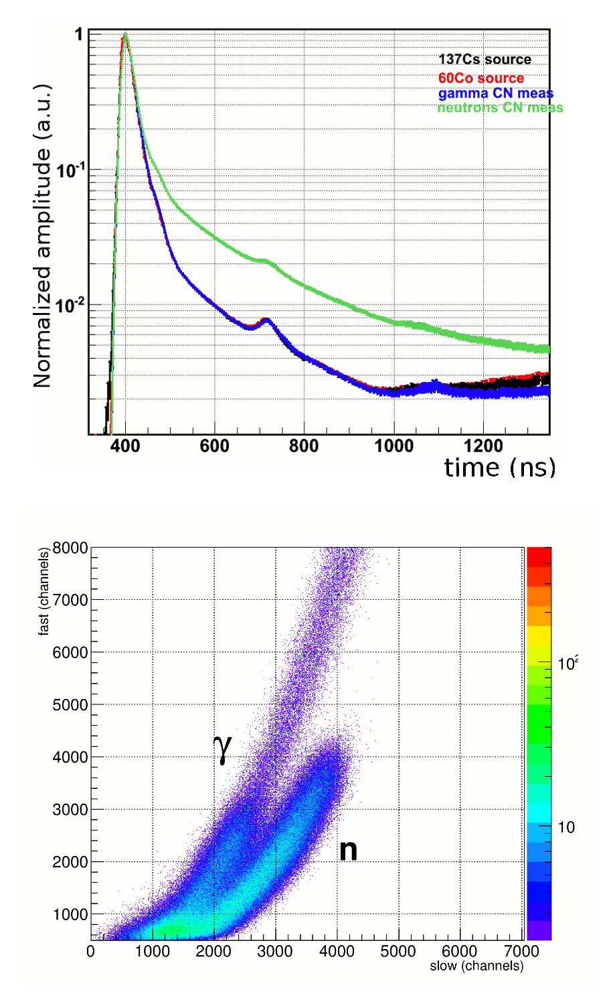 1
10-1
10-2
Normalized amplitude (a.u.)
137Cs source
60Co source
gamma CN meas
neutrons CN meas
400 600 800 1000 1200
time (ns)
8000
7000
6000
5000
4000
3000
2000
1000
fast (channels)
γ
n
10²
10
0 1000 2000 3000 4000 5000 6000 7000
slow (channels)